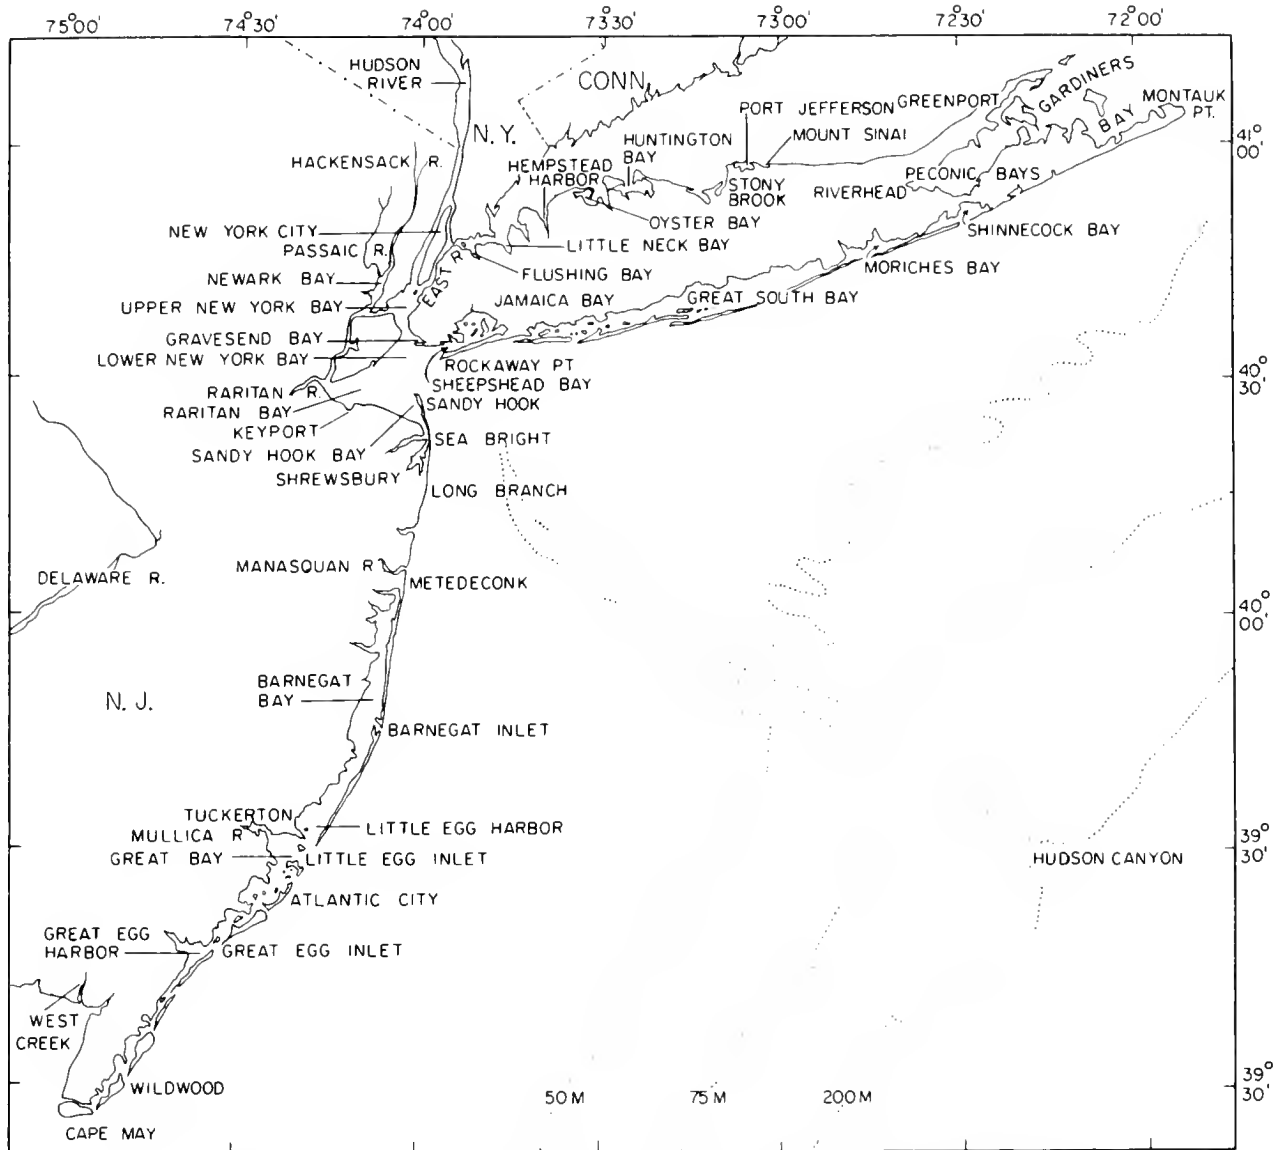 75°00' 74°30' 74°00' 73°30' 73°00' 72°30' 72°00'
HUDSON
RIVER
CONN
N.Y.
PORT JEFFERSON
GREENPORT
GARDINERS
BAY
MONTAUK
PT.
41°
00'
MOUNT SINAI
HUNTINGTON
BAY
HACKENSACK R.
HEMPSTEAD
HARBOR
STONY
BROOK
PECONIC BAYS
RIVERHEAD
OYSTER BAY
NEW YORK CITY
SHINNECOCK BAY
PASSAIC R.
LITTLE NECK BAY
MORICHES BAY
NEWARK BAY
EAST R.
FLUSHING BAY
UPPER NEW YORK BAY
JAMAICA BAY
GREAT SOUTH BAY
GRAVESEND BAY
LOWER NEW YORK BAY
ROCKAWAY PT
40°
30'
SHEEPSHEAD BAY
RARITAN R.
SANDY HOOK
RARITAN BAY
KEYPORT
SEA BRIGHT
SANDY HOOK BAY
SHREWSBURY
LONG BRANCH
MANASQUAN R
DELAWARE R.
METEDECONK
40°
00'
BARNEGAT
BAY
N. J.
BARNEGAT INLET
TUCKERTON
MULLICA R
LITTLE EGG HARBOR
GREAT BAY
LITTLE EGG INLET
39°
30'
HUDSON CANYON
ATLANTIC CITY
GREAT EGG
HARBOR
GREAT EGG INLET
WEST
CREEK
WILDWOOD
39°
30'
50 M 75 M 200 M
CAPE MAY